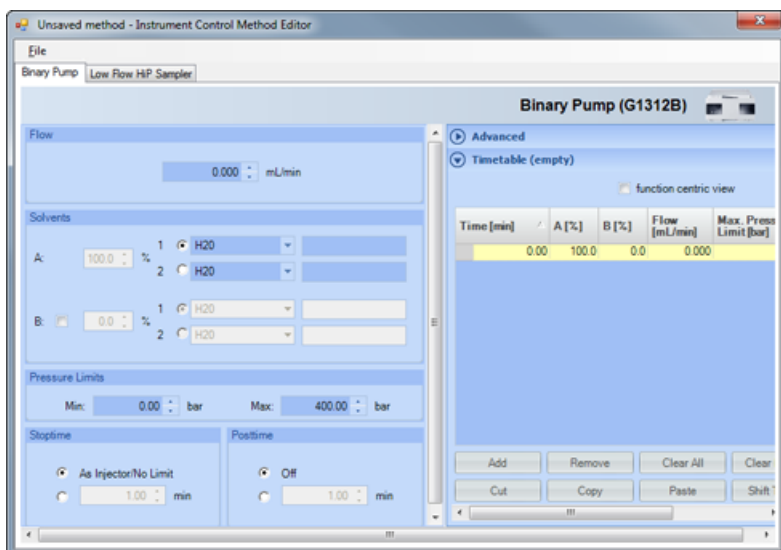 Unsaved method - Instrument Control Method Editor
File
Binary Pump Low Flow HiP Sampler
Binary Pump (G1312B)
Flow
0.000 mL/min
Solvents
A: 100.0 % 1 H20
2 H20
B: 0.0 % 1 H20
2 H20
Pressure Limits
Min: 0.00 bar Max: 400.00 bar
Stoptime Posttime
As Injector/No Limit Off
1.00 min 1.00 min
Advanced
Timetable (empty)
function centric view
Time [min] A [%] B [%] Flow [mL/min] Max. Press Limit [bar]
0.00 100.0 0.0 0.000
Add Remove Clear All Clear
Cut Copy Paste Shift